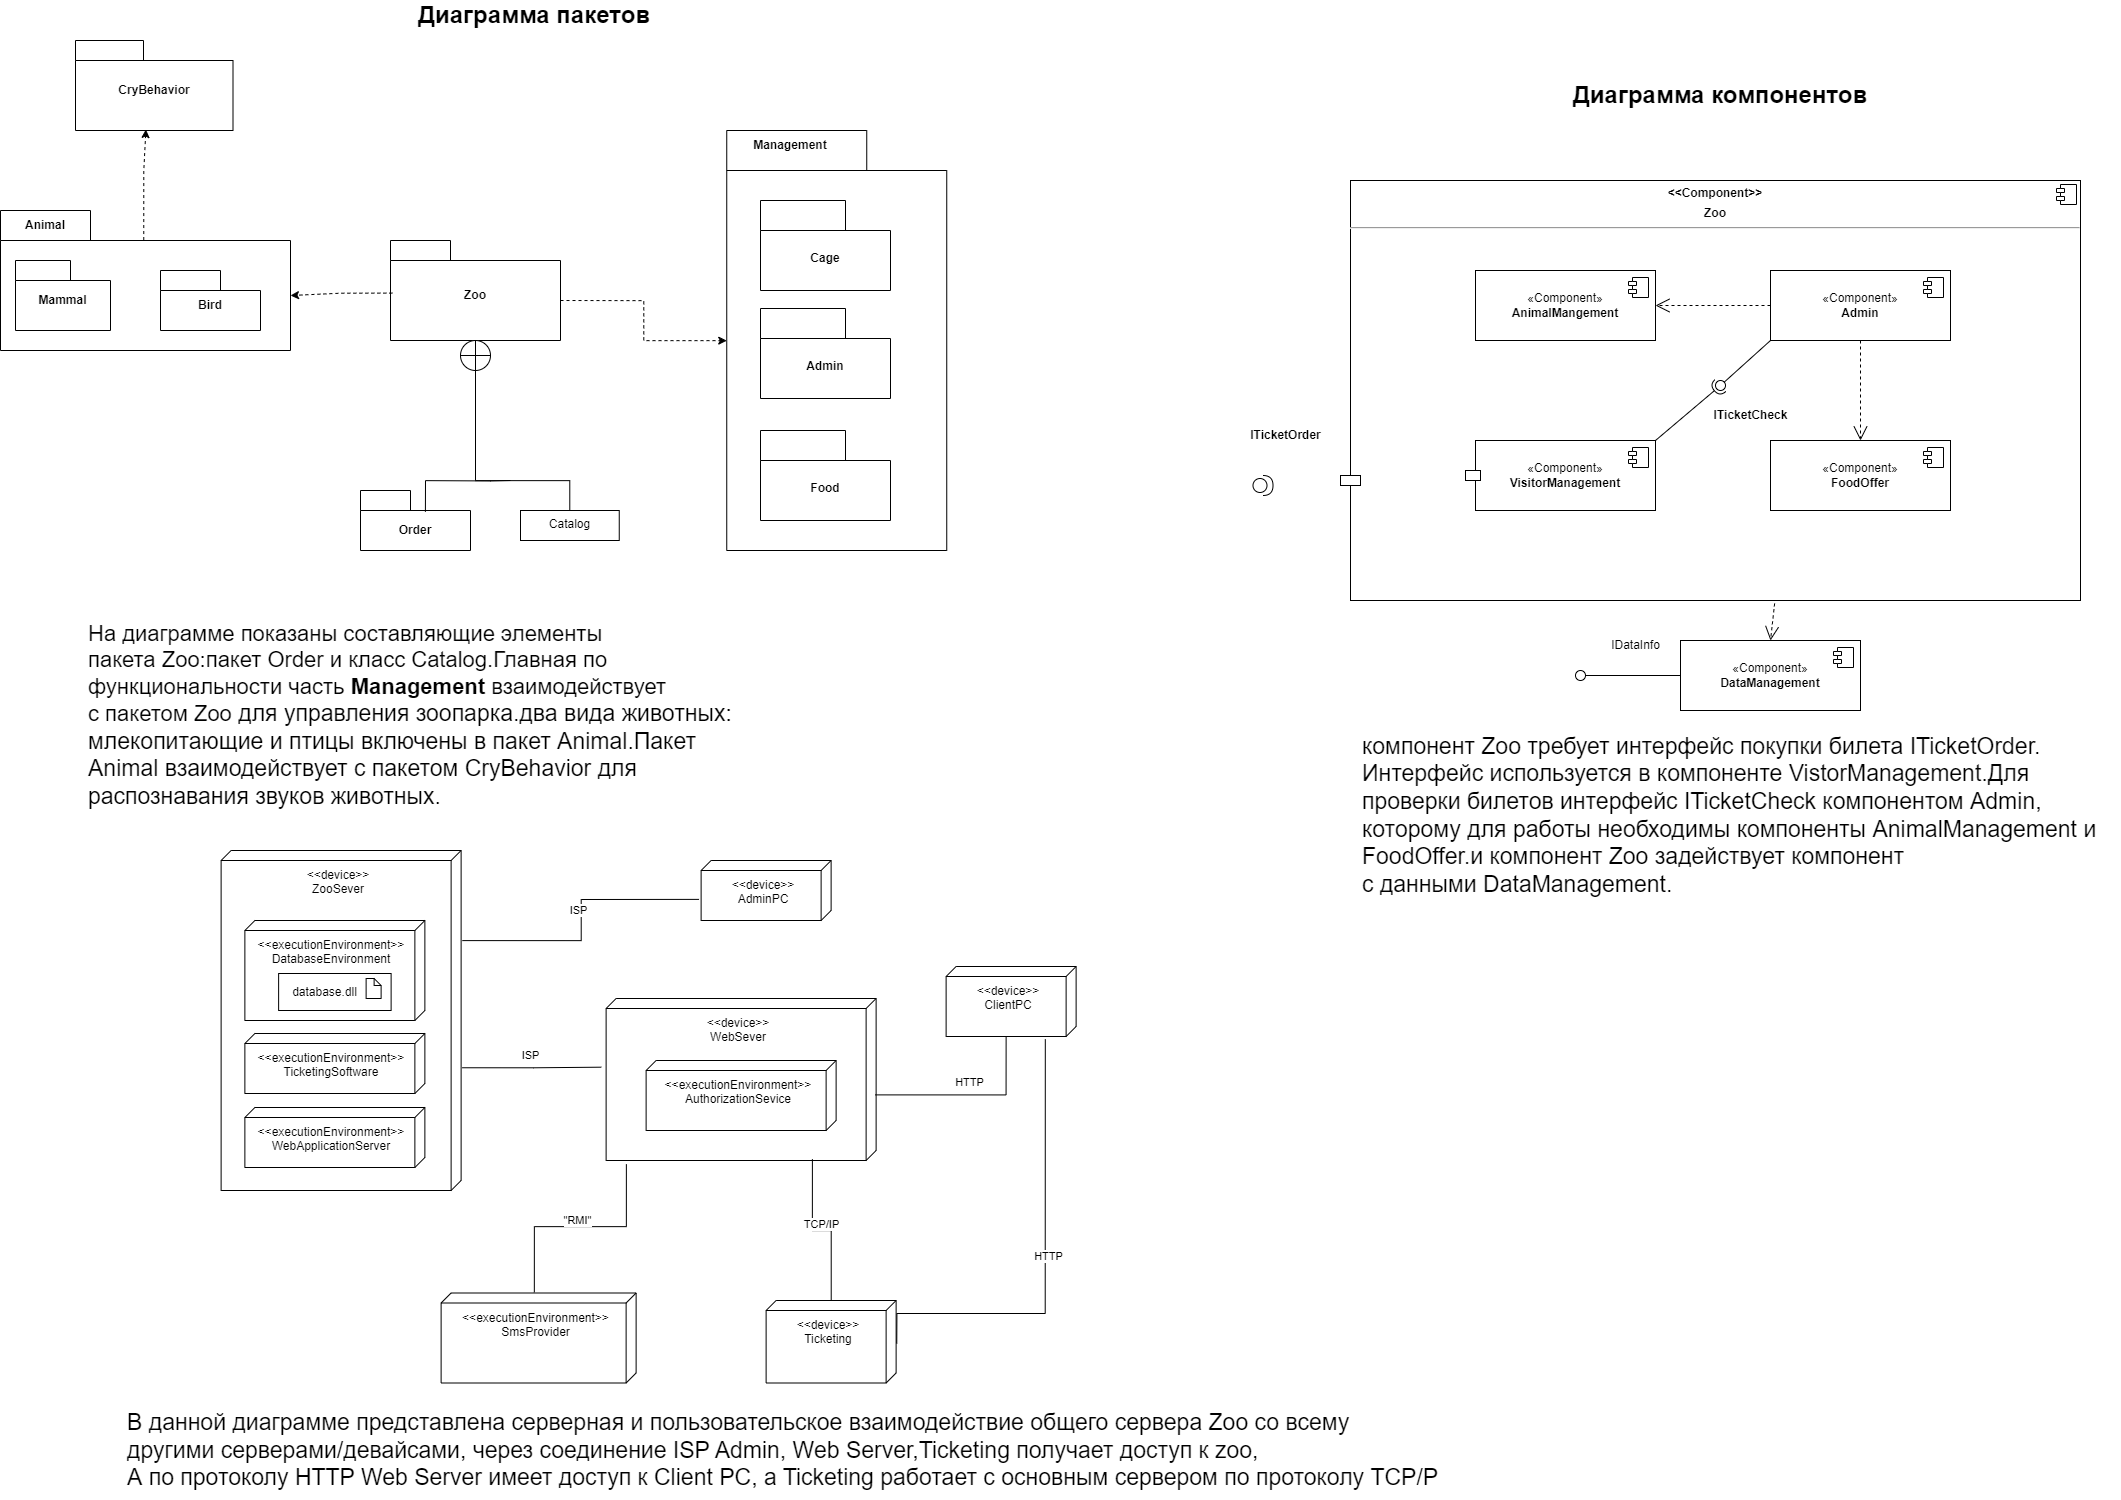 Диаграмма пакетов
CryBehavior
Management
Animal
Mammal
Bird
Zoo
Cage
Admin
Food
Order
Catalog
На диаграмме показаны составляющие элементы
пакета Zoo:пакет Order и класс Catalog.Главная по
функциональности часть Management взаимодействует
с пакетом Zoo для управления зоопарка.два вида животных:
млекопитающие и птицы включены в пакет Animal.Пакет
Animal взаимодействует с пакетом CryBehavior для
распознавания звуков животных.
Диаграмма компонентов
<<Component>>
Zoo
«Component»
AnimalMangement
«Component»
Admin
ITicketCheck
ITicketOrder
«Component»
VisitorManagement
«Component»
FoodOffer
IDataInfo
«Component»
DataManagement
компонент Zoo требует интерфейс покупки билета ITicketOrder.
Интерфейс используется в компоненте VistorManagement.Для
проверки билетов интерфейс ITicketCheck компонентом Admin,
которому для работы необходимы компоненты AnimalManagement и
FoodOffer.и компонент Zoo задействует компонент
с данными DataManagement.
<<device>>
ZooSever
<<executionEnvironment>>
DatabaseEnvironment
database.dll
<<executionEnvironment>>
TicketingSoftware
<<executionEnvironment>>
WebApplicationServer
ISP
<<device>>
AdminPC
ISP
<<device>>
WebSever
<<executionEnvironment>>
AuthorizationSevice
<<device>>
ClientPC
HTTP
"RMI"
TCP/IP
HTTP
<<executionEnvironment>>
SmsProvider
<<device>>
Ticketing
В данной диаграмме представлена серверная и пользовательское взаимодействие общего сервера Zoo со всему
другими серверами/девайсами, через соединение ISP Admin, Web Server,Ticketing получает доступ к zoo,
А по протоколу HTTP Web Server имеет доступ к Client PC, а Ticketing работает с основным сервером по протоколу TCP/P